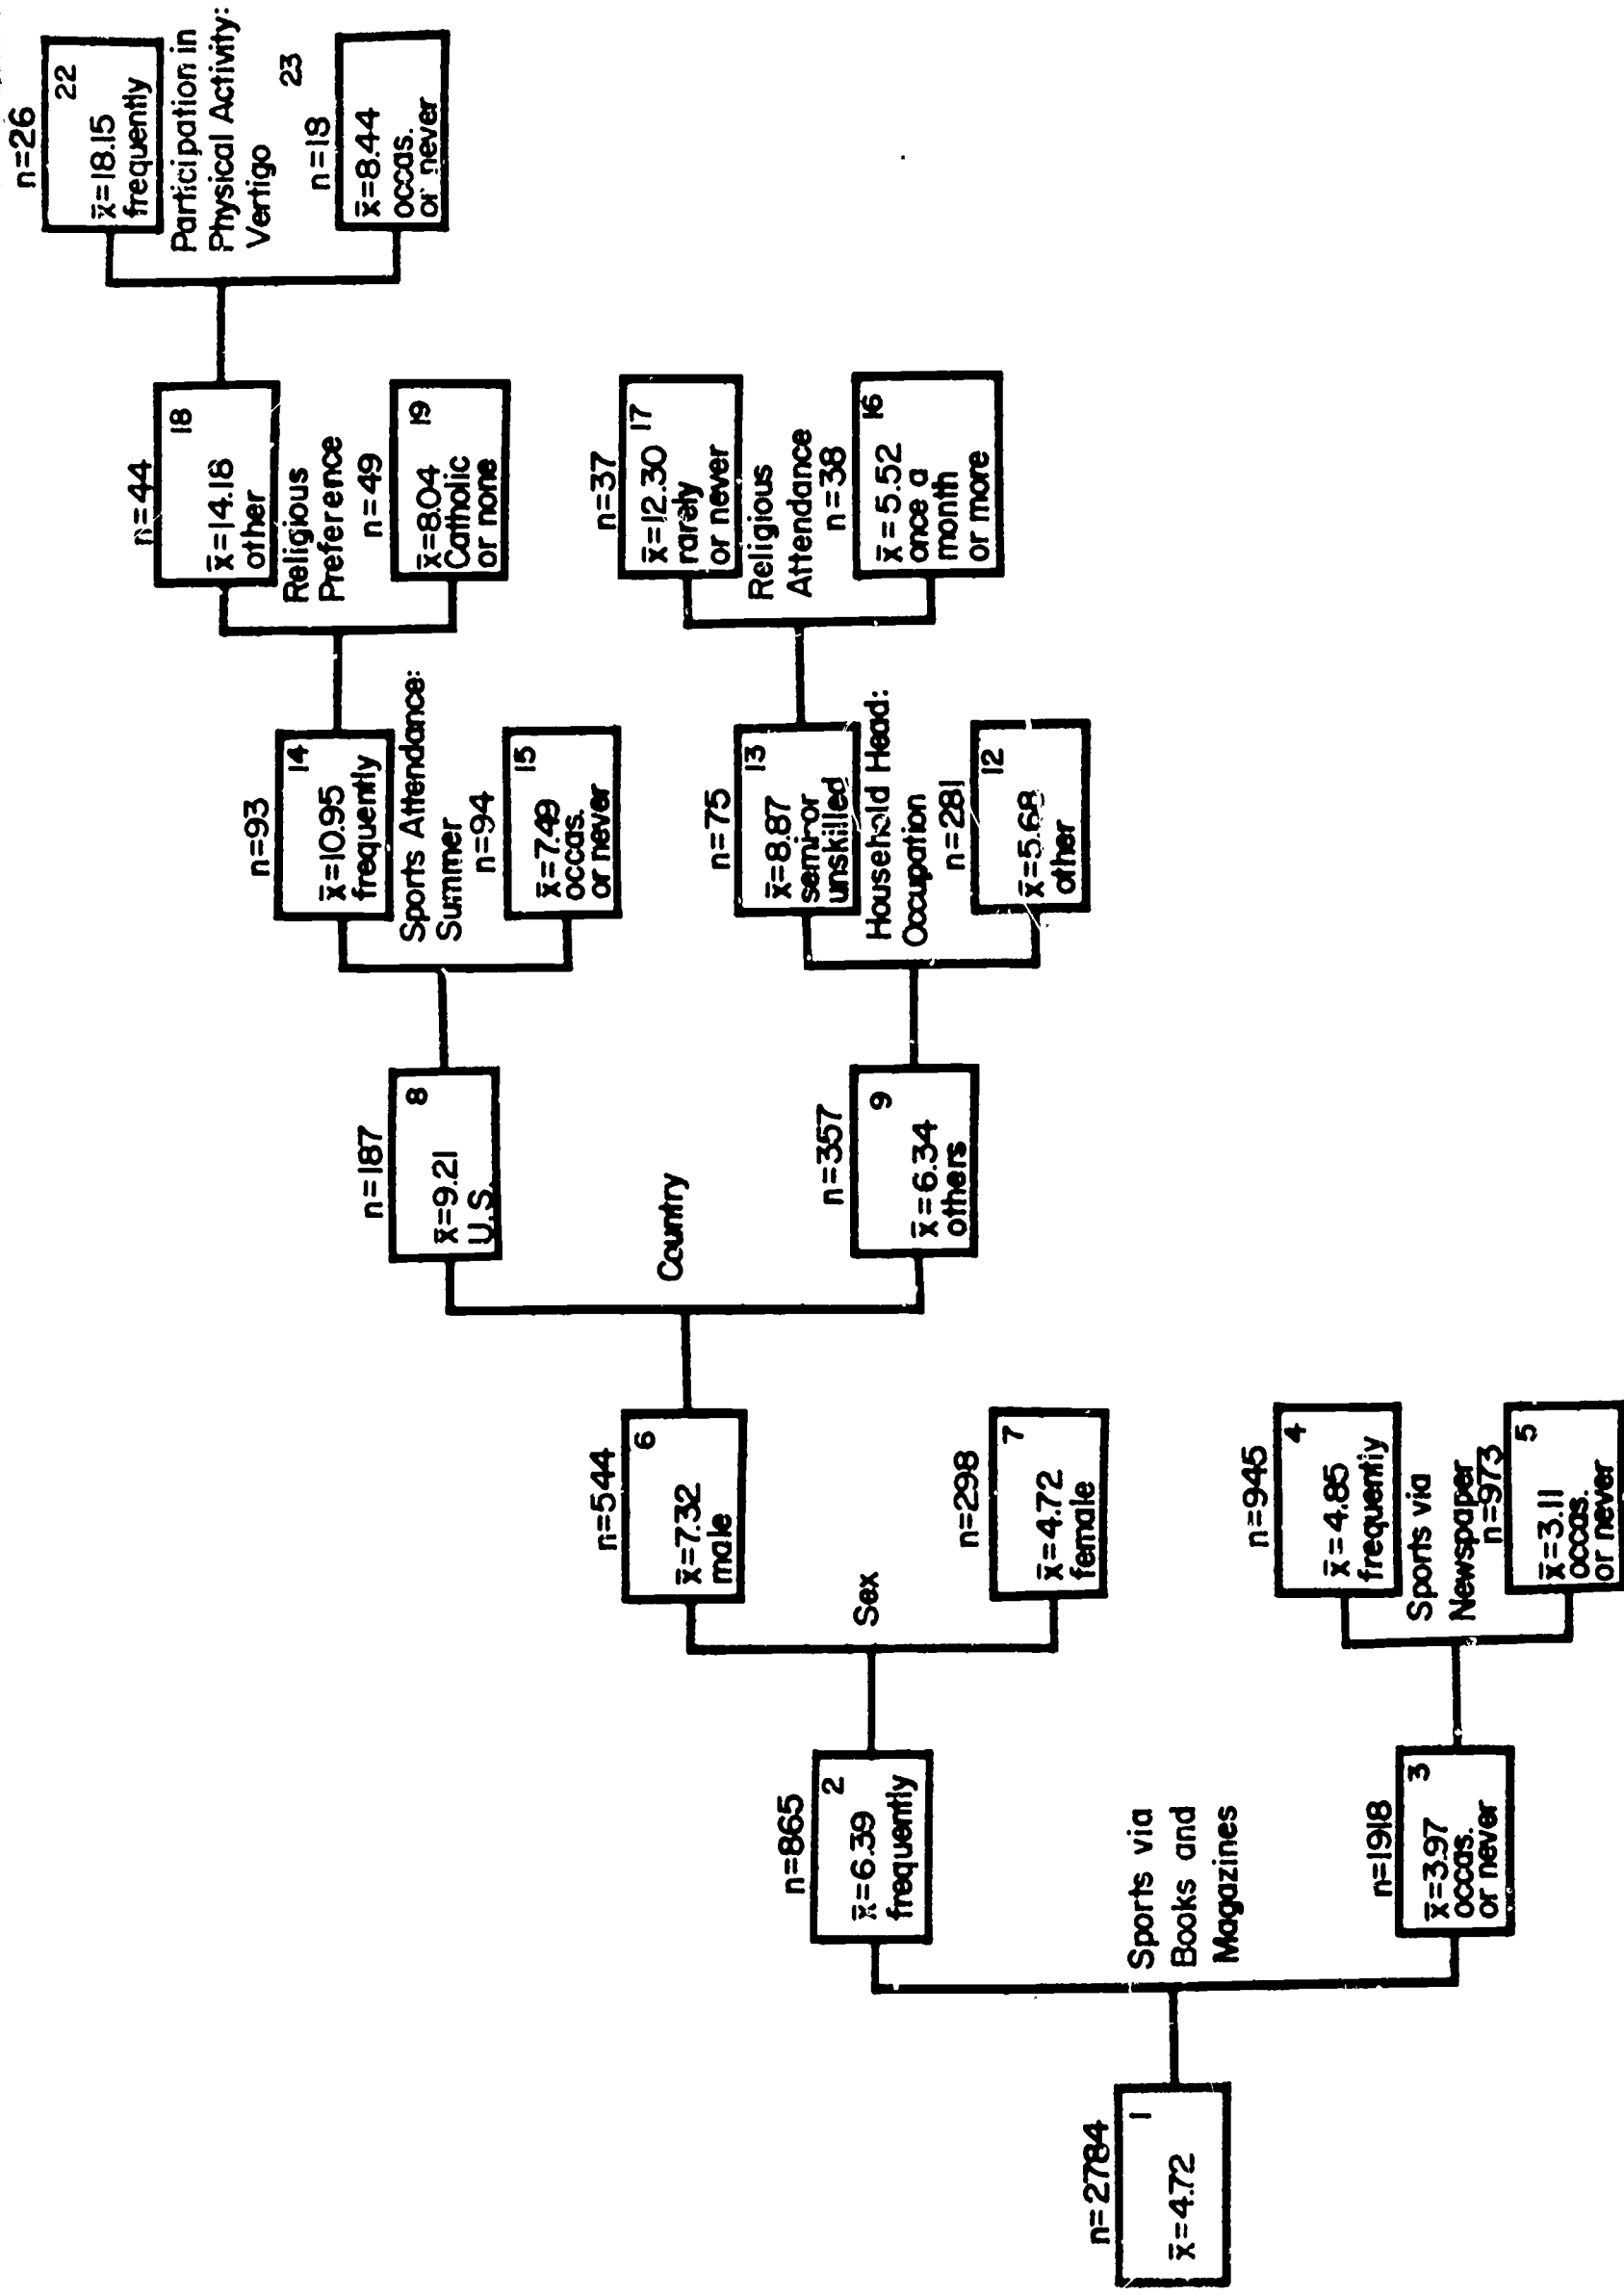 n=2784
1
x̄=4.72
Sports via
Books and
Magazines
n=865
2
x̄=6.39
frequently
n=1918
3
x̄=3.97
occas.
or never
Sex
n=544
6
x̄=7.32
male
n=298
7
x̄=4.72
female
n=945
4
x̄=4.85
frequently
Sports via
Newspaper
n=973
5
x̄=3.11
occas.
or never
Country
n=187
8
x̄=9.21
U.S.
n=357
9
x̄=6.34
others
n=93
14
x̄=10.95
frequently
Sports Attendance:
Summer
n=94
15
x̄=7.49
occas.
or never
n=75
13
x̄=8.87
semi-or
unskilled
Household Head:
Occupation
n=281
12
x̄=5.68
other
n=44
18
x̄=14.18
other
Religious
Preference
n=49
19
x̄=8.04
Catholic
or none
n=37
17
x̄=12.30
rarely
or never
Religious
Attendance
n=38
16
x̄=5.52
once a
month
or more
n=26
22
x̄=18.15
frequently
Participation in
Physical Activity:
Vertigo
n=18
23
x̄=8.44
occas.
or never